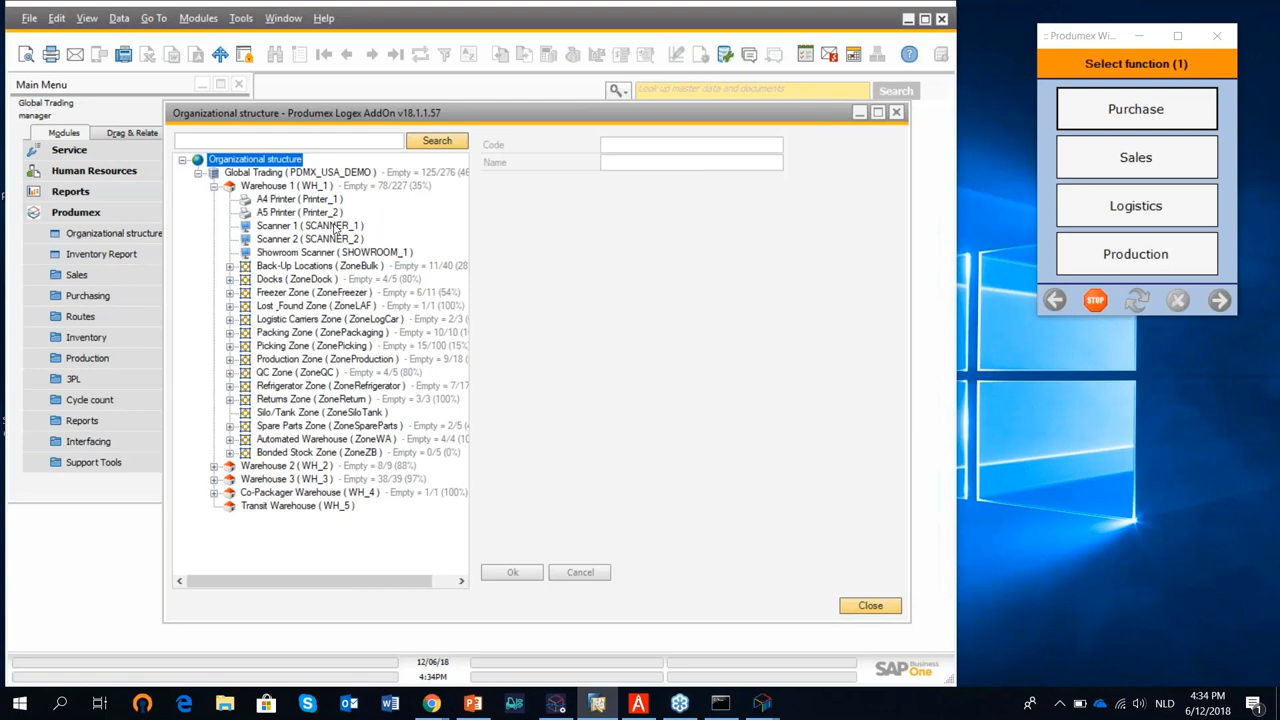 File Edit View Data Go To Modules Tools Window Help
Main Menu
Look up master data and documents Search
Global Trading
manager
Modules Drag & Relate
Service
Human Resources
Reports
Produmex
Organizational structure
Inventory Report
Sales
Purchasing
Routes
Inventory
Production
3PL
Cycle count
Reports
Interfacing
Support Tools
Organizational structure - Produmex Logex AddOn v18.1.1.57
Search
Code
Name
Organizational structure
Global Trading ( PDMX_USA_DEMO ) - Empty = 125/276 (46
Warehouse 1 ( WH_1 ) - Empty = 78/227 (35%)
A4 Printer ( Printer_1 )
A5 Printer ( Printer_2 )
Scanner 1 ( SCANNER_1 )
Scanner 2 ( SCANNER_2 )
Showroom Scanner ( SHOWROOM_1 )
Back-Up Locations ( ZoneBulk ) - Empty = 11/40 (28
Docks ( ZoneDock ) - Empty = 4/5 (80%)
Freezer Zone ( ZoneFreezer ) - Empty = 6/11 (54%)
Lost _Found Zone ( ZoneLAF ) - Empty = 1/1 (100%)
Logistic Carriers Zone ( ZoneLogCar ) - Empty = 2/3 (
Packing Zone ( ZonePackaging ) - Empty = 10/10 (10
Picking Zone ( ZonePicking ) - Empty = 15/100 (15%)
Production Zone ( ZoneProduction ) - Empty = 9/18 (
QC Zone ( ZoneQC ) - Empty = 4/5 (80%)
Refrigerator Zone ( ZoneRefrigerator ) - Empty = 7/17
Returns Zone ( ZoneReturn ) - Empty = 3/3 (100%)
Silo/Tank Zone ( ZoneSiloTank )
Spare Parts Zone ( ZoneSpareParts ) - Empty = 2/5 (
Automated Warehouse ( ZoneWA ) - Empty = 4/4 (10
Bonded Stock Zone ( ZoneZB ) - Empty = 0/5 (0%)
Warehouse 2 ( WH_2 ) - Empty = 8/9 (88%)
Warehouse 3 ( WH_3 ) - Empty = 38/39 (97%)
Co-Packager Warehouse ( WH_4 ) - Empty = 1/1 (100%)
Transit Warehouse ( WH_5 )
Ok Cancel
Close
12/06/18
4:34PM
SAP Business One
:: Produmex Wi...
Select function (1)
Purchase
Sales
Logistics
Production
STOP
NLD
4:34 PM
6/12/2018
1